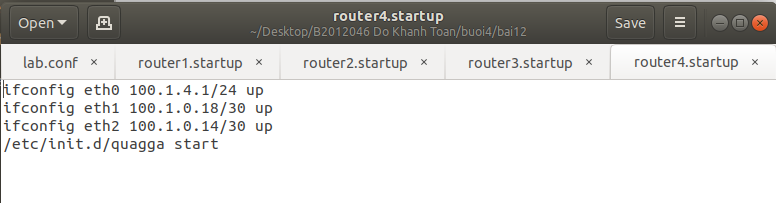 router4.startup
Open
~/Desktop/B2012046 Do Khanh Toan/buoi4/bai12
Save
lab.conf × router1.startup × router2.startup × router3.startup × router4.startup ×
ifconfig eth0 100.1.4.1/24 up
ifconfig eth1 100.1.0.18/30 up
ifconfig eth2 100.1.0.14/30 up
/etc/init.d/quagga start